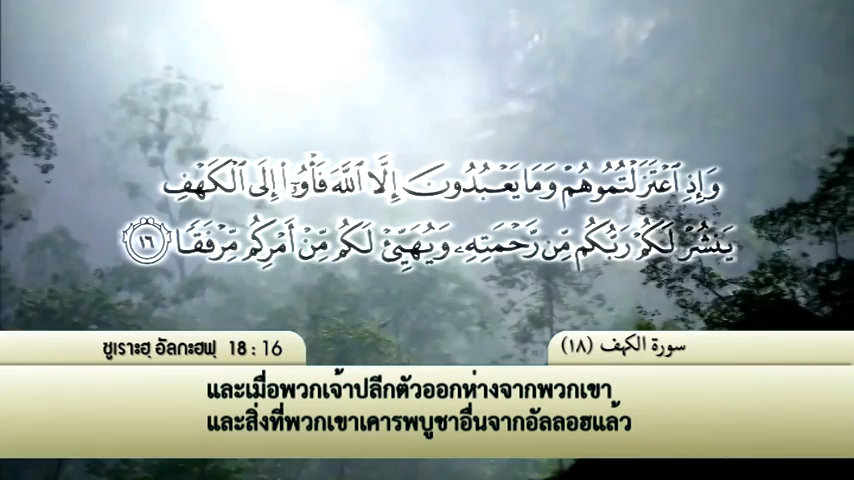 وَإِذِ ٱعْتَزَلْتُمُوهُمْ وَمَا يَعْبُدُونَ إِلَّا ٱللَّهَ فَأْوُۥٓا۟ إِلَى ٱلْكَهْفِ
يَنشُرْ لَكُمْ رَبُّكُم مِّن رَّحْمَتِهِۦ وَيُهَيِّئْ لَكُم مِّنْ أَمْرِكُم مِّرْفَقًا ١٦
ซูเราะฮฺ อัลกะฮฟฺ 18 : 16
سورة الكهف (١٨)
และเมื่อพวกเจ้าปลีกตัวออกห่างจากพวกเขา
และสิ่งที่พวกเขาเคารพบูชาอื่นจากอัลลอฮแล้ว